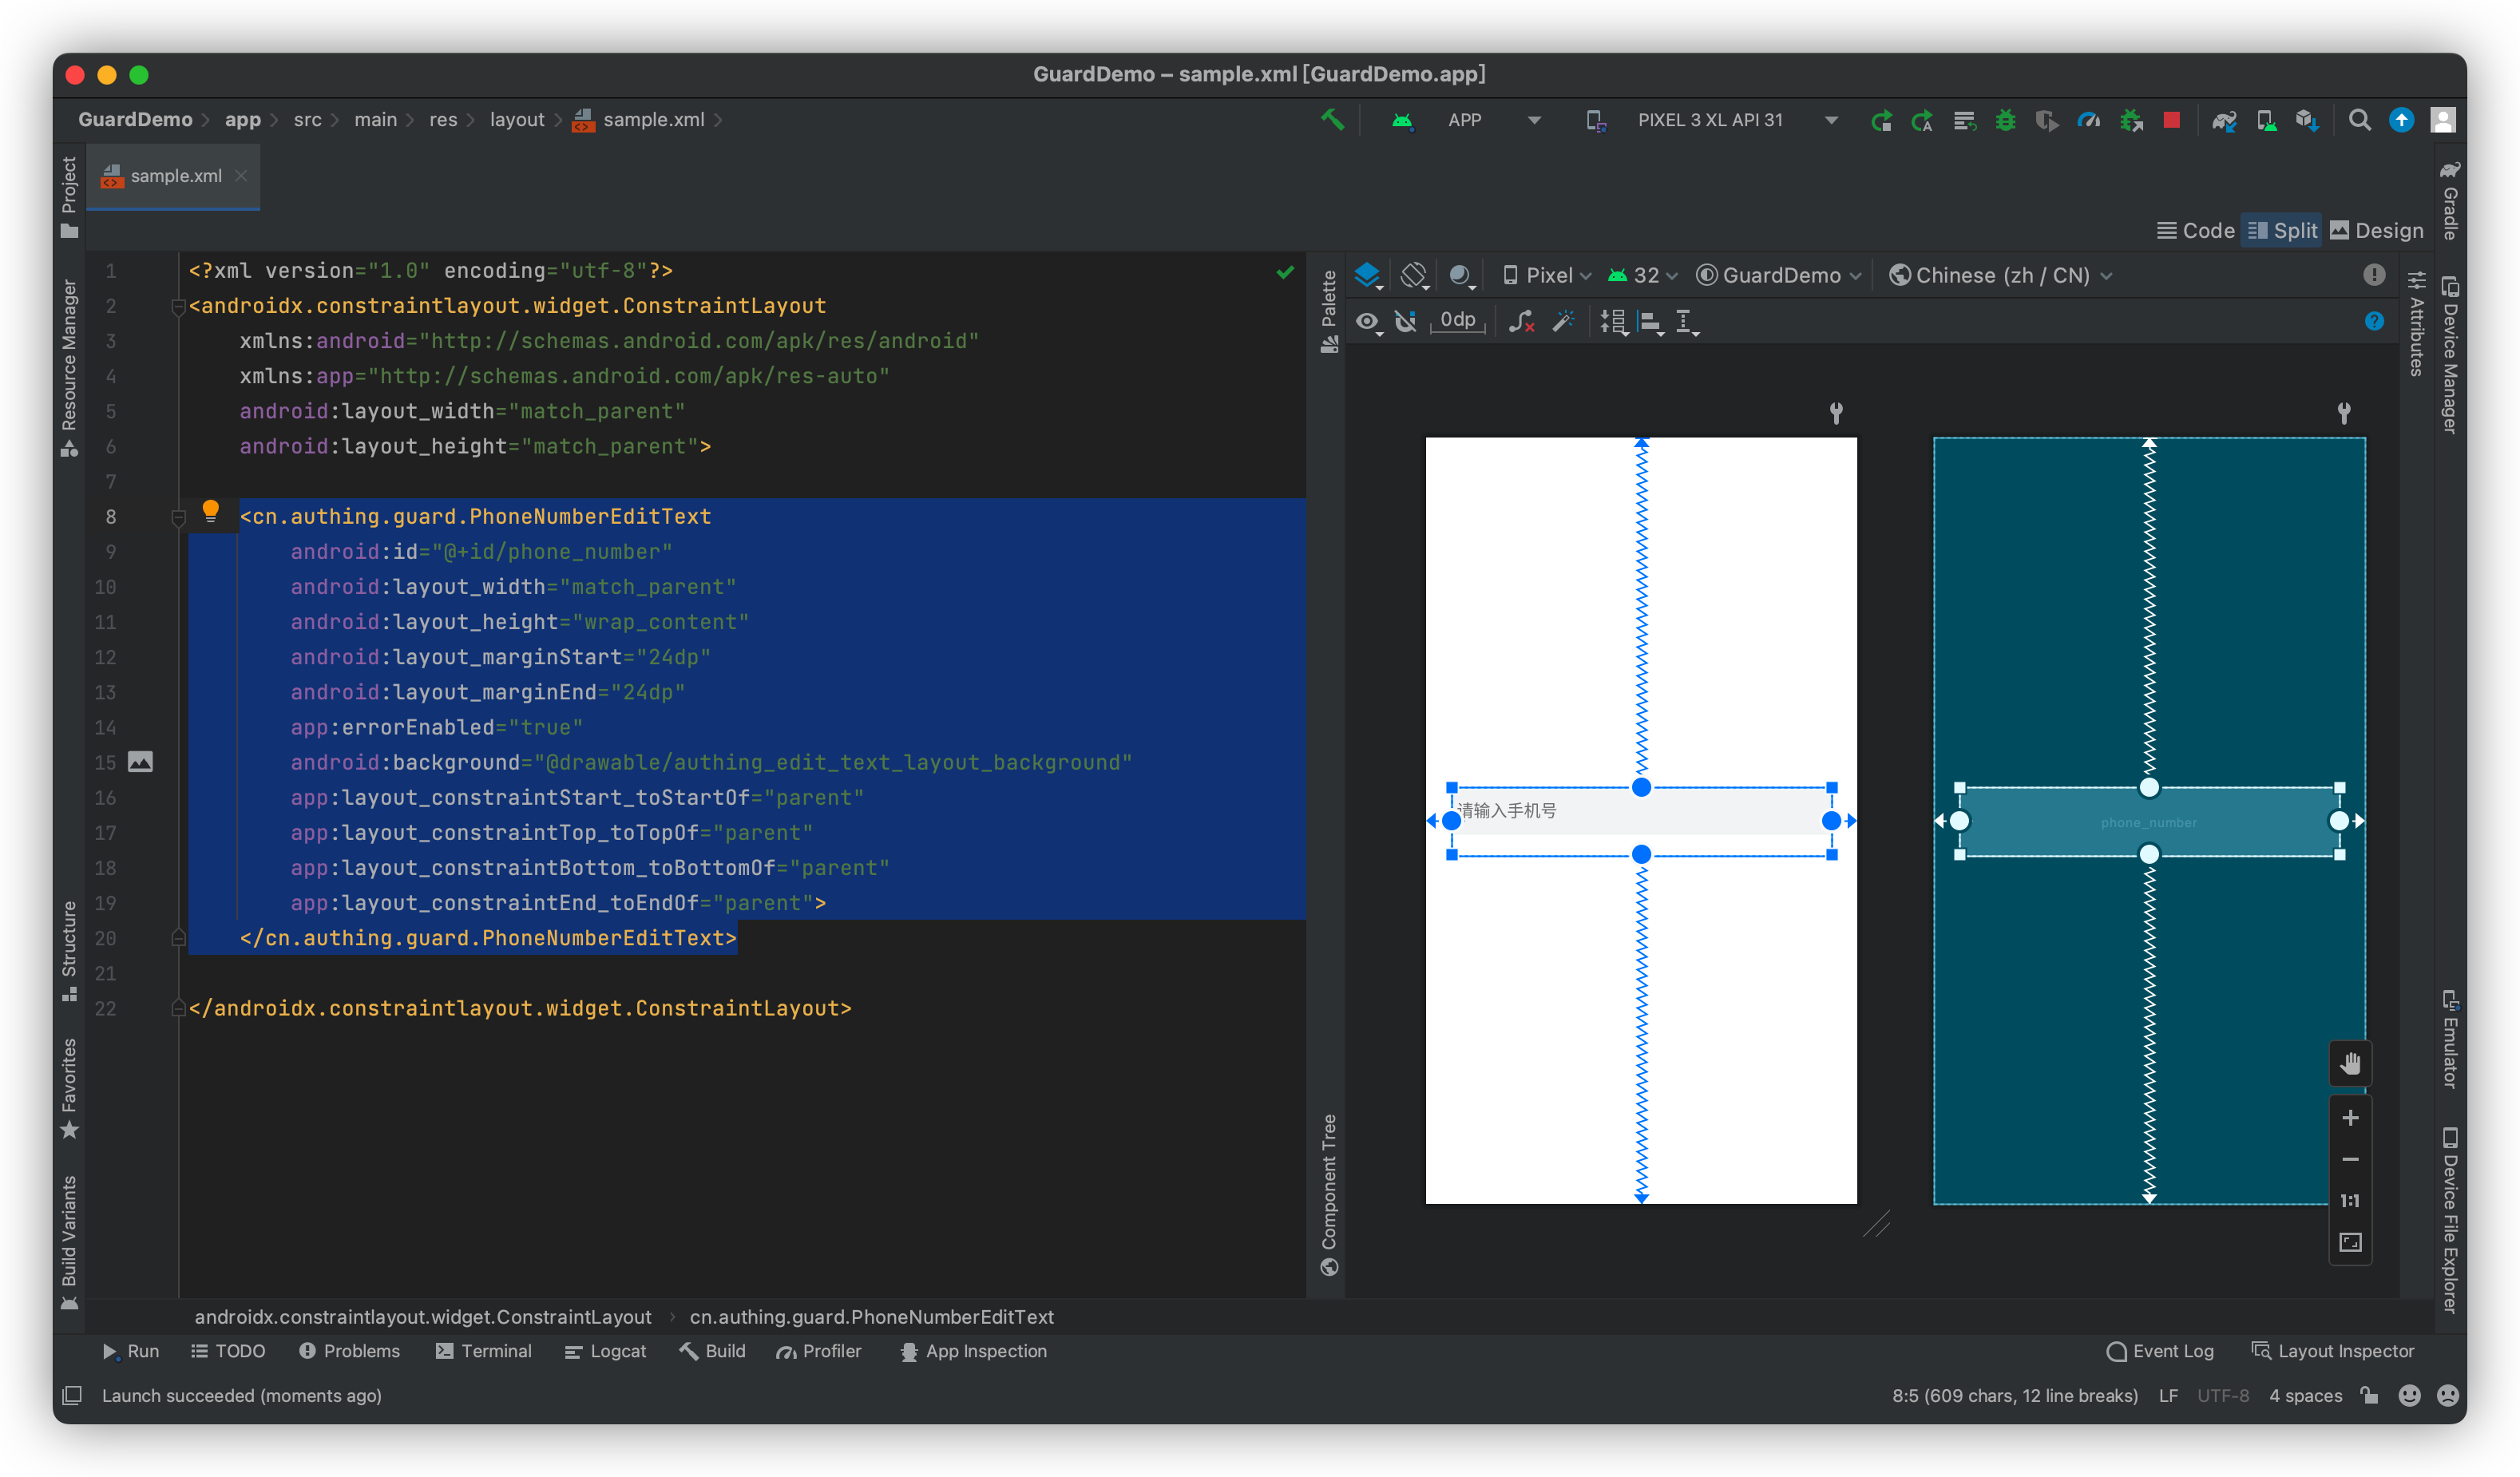 GuardDemo – sample.xml [GuardDemo.app]
GuardDemo app src main res layout sample.xml
APP PIXEL 3 XL API 31
sample.xml
Code Split Design
Project
Resource Manager
Structure
Favorites
Build Variants
1 <?xml version="1.0" encoding="utf-8"?>
2 <androidx.constraintlayout.widget.ConstraintLayout
3 xmlns:android="http://schemas.android.com/apk/res/android"
4 xmlns:app="http://schemas.android.com/apk/res-auto"
5 android:layout_width="match_parent"
6 android:layout_height="match_parent">
7
8 <cn.authing.guard.PhoneNumberEditText
9 android:id="@+id/phone_number"
10 android:layout_width="match_parent"
11 android:layout_height="wrap_content"
12 android:layout_marginStart="24dp"
13 android:layout_marginEnd="24dp"
14 app:errorEnabled="true"
15 android:background="@drawable/authing_edit_text_layout_background"
16 app:layout_constraintStart_toStartOf="parent"
17 app:layout_constraintTop_toTopOf="parent"
18 app:layout_constraintBottom_toBottomOf="parent"
19 app:layout_constraintEnd_toEndOf="parent">
20 </cn.authing.guard.PhoneNumberEditText>
21
22 </androidx.constraintlayout.widget.ConstraintLayout>
Palette
Component Tree
Pixel 32 GuardDemo Chinese (zh / CN)
0dp
请输入手机号
phone_number
1:1
Attributes
Gradle
Device Manager
Emulator
Device File Explorer
androidx.constraintlayout.widget.ConstraintLayout cn.authing.guard.PhoneNumberEditText
Run TODO Problems Terminal Logcat Build Profiler App Inspection Event Log Layout Inspector
Launch succeeded (moments ago) 8:5 (609 chars, 12 line breaks) LF UTF-8 4 spaces